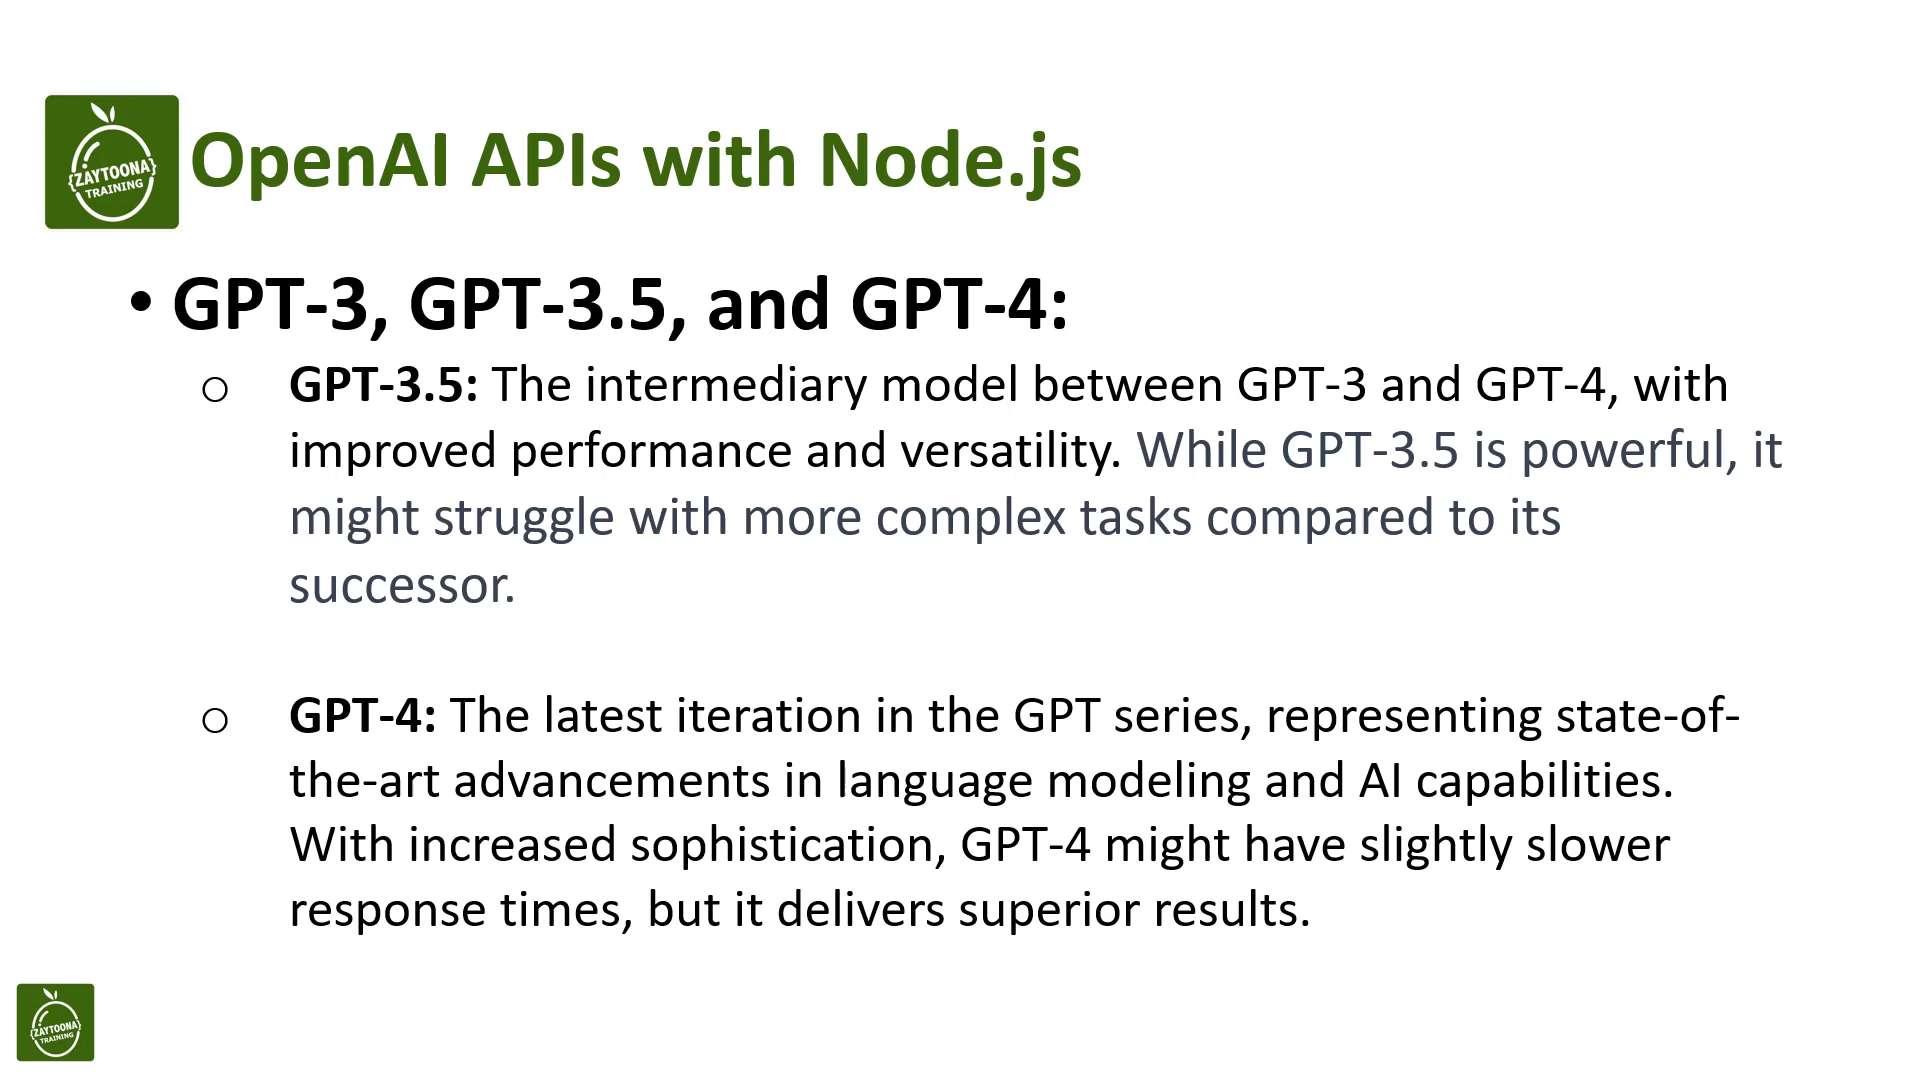 {ZAYTOONA}
TRAINING
OpenAI APIs with Node.js
• GPT-3, GPT-3.5, and GPT-4:
o GPT-3.5: The intermediary model between GPT-3 and GPT-4, with
improved performance and versatility. While GPT-3.5 is powerful, it
might struggle with more complex tasks compared to its
successor.
o GPT-4: The latest iteration in the GPT series, representing state-of-
the-art advancements in language modeling and AI capabilities.
With increased sophistication, GPT-4 might have slightly slower
response times, but it delivers superior results.
{ZAYTOONA}
TRAINING